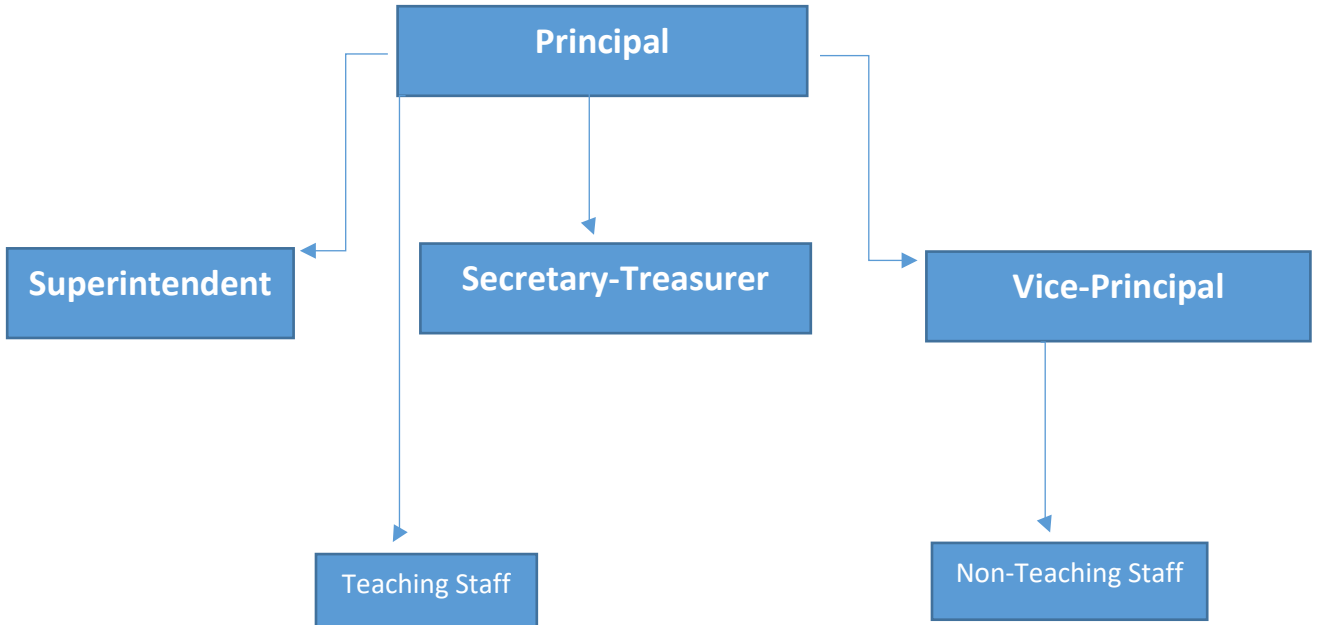 Principal
Superintendent
Secretary-Treasurer
Vice-Principal
Teaching Staff
Non-Teaching Staff